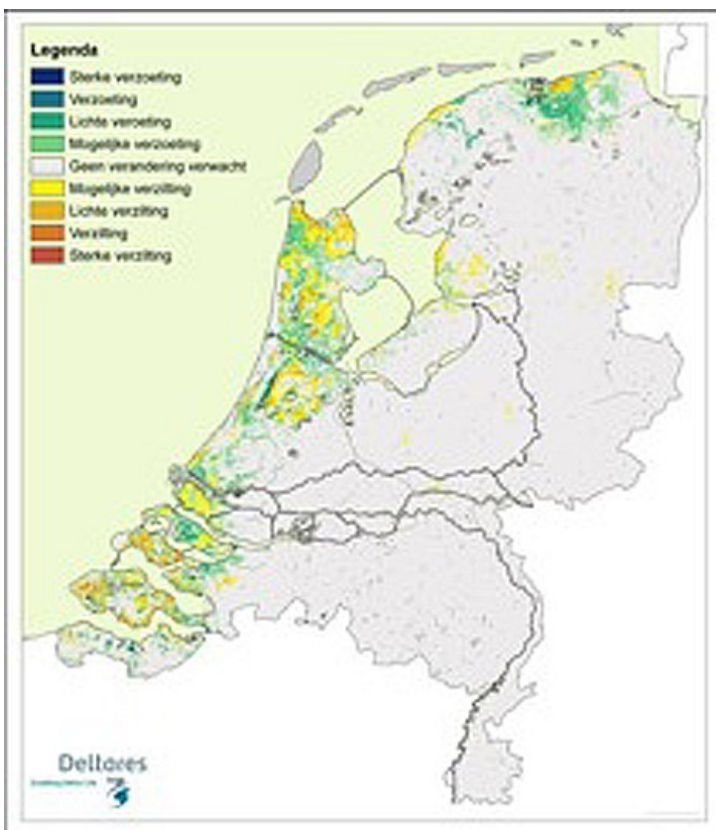 Legenda
Sterke verzoeting
Verzoeting
Lichte veroeting
Mogelijke verzoeting
Geen verandering verwacht
Mogelijke verzilting
Lichte verzilting
Verzilting
Sterke verzilting
Deltares